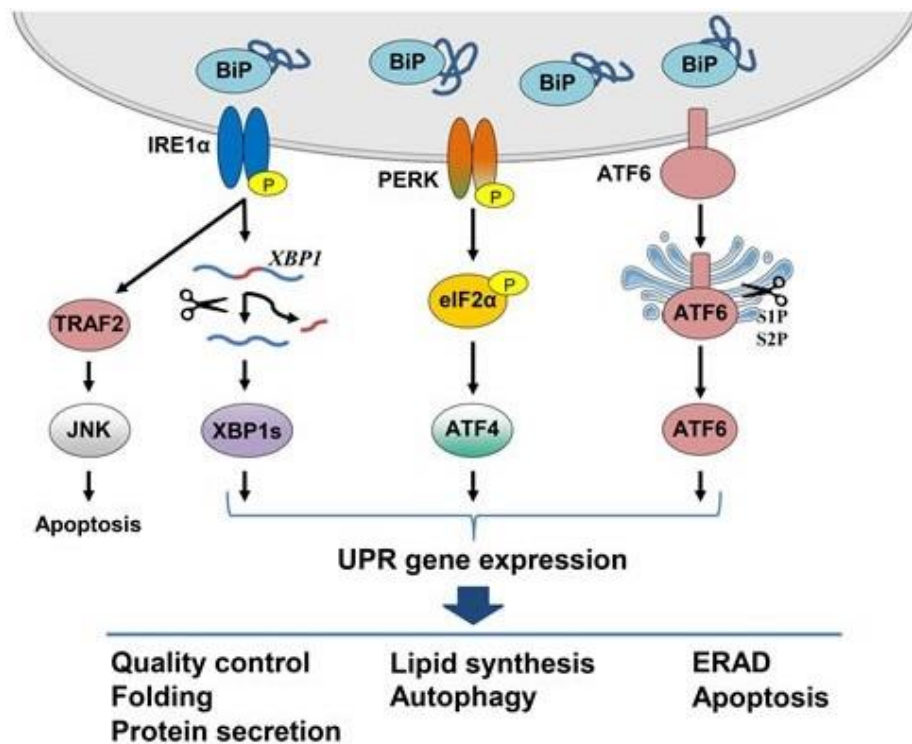 BiP
BiP
BiP
BiP
IRE1α
P
PERK
P
ATF6
XBP1
eIF2α
P
ATF6
S1P
S2P
TRAF2
JNK
XBP1s
ATF4
ATF6
Apoptosis
UPR gene expression
Quality control
Folding
Protein secretion
Lipid synthesis
Autophagy
ERAD
Apoptosis